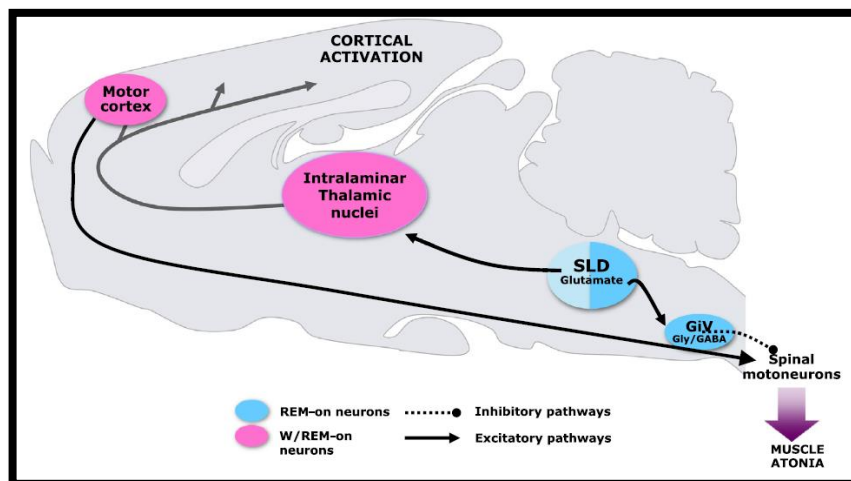 CORTICAL
ACTIVATION
Motor
cortex
Intralaminar
Thalamic
nuclei
SLD
Glutamate
GiV
Gly/GABA
Spinal
motoneurons
REM–on neurons
Inhibitory pathways
W/REM–on
neurons
Excitatory pathways
MUSCLE
ATONIA